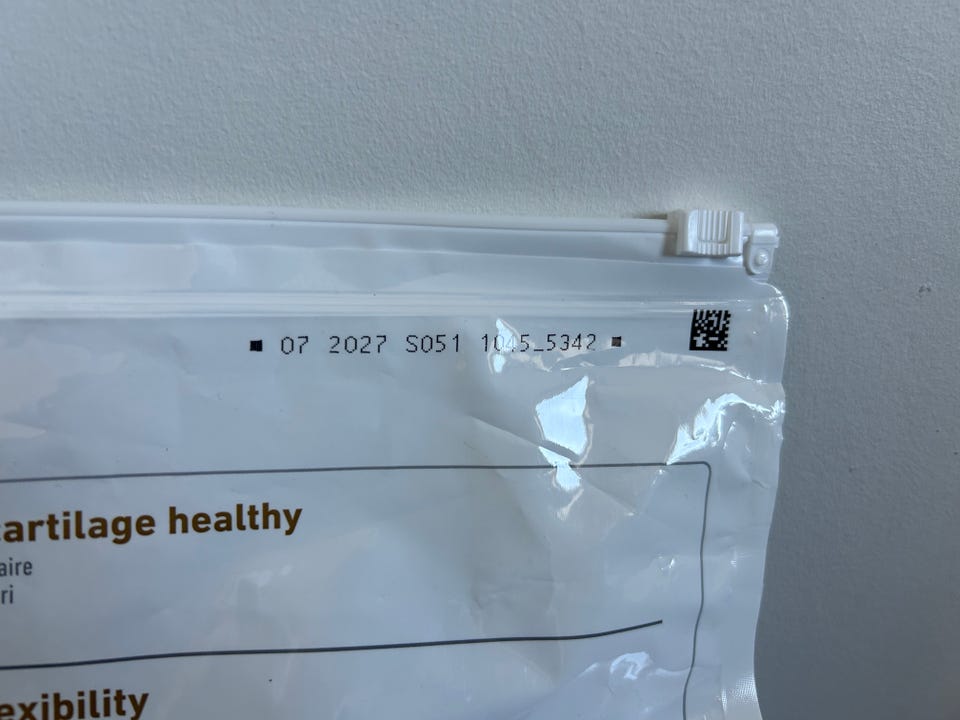 07 2027 S051 1045_5342
cartilage healthy
aire
ri
exibility